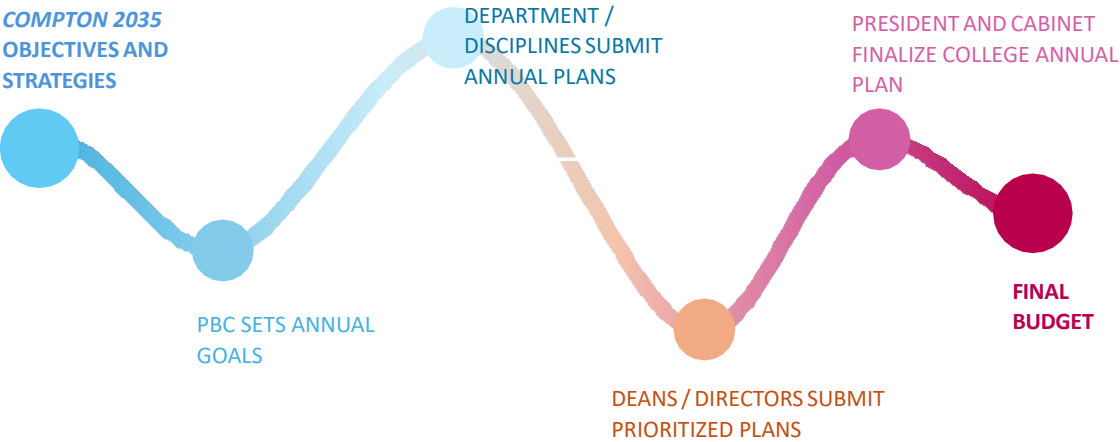 COMPTON 2035
OBJECTIVES AND
STRATEGIES
PBC SETS ANNUAL
GOALS
DEPARTMENT /
DISCIPLINES SUBMIT
ANNUAL PLANS
DEANS / DIRECTORS SUBMIT
PRIORITIZED PLANS
PRESIDENT AND CABINET
FINALIZE COLLEGE ANNUAL
PLAN
FINAL
BUDGET